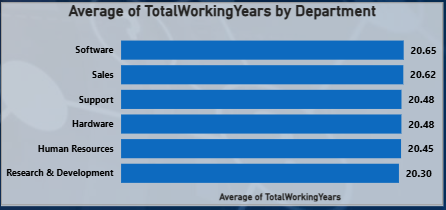 Average of TotalWorkingYears by Department
Software 20.65
Sales 20.62
Support 20.48
Hardware 20.48
Human Resources 20.45
Research & Development 20.30
Average of TotalWorkingYears